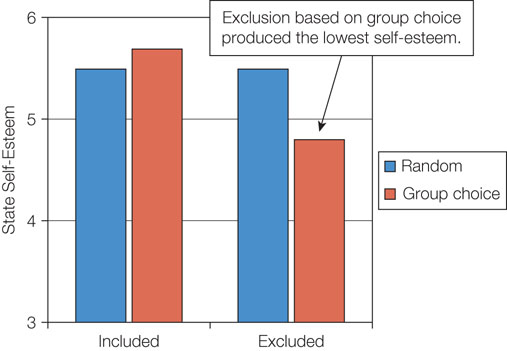 6
Exclusion based on group choice
produced the lowest self-esteem.
State Self-Esteem
5
Random
Group choice
4
3
Included
Excluded